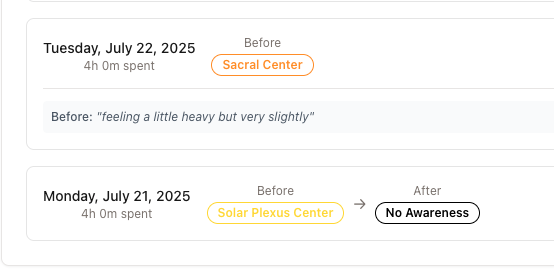 Tuesday, July 22, 2025
4h 0m spent
Before
Sacral Center
Before: "feeling a little heavy but very slightly"
Monday, July 21, 2025
4h 0m spent
Before
Solar Plexus Center
→
After
No Awareness